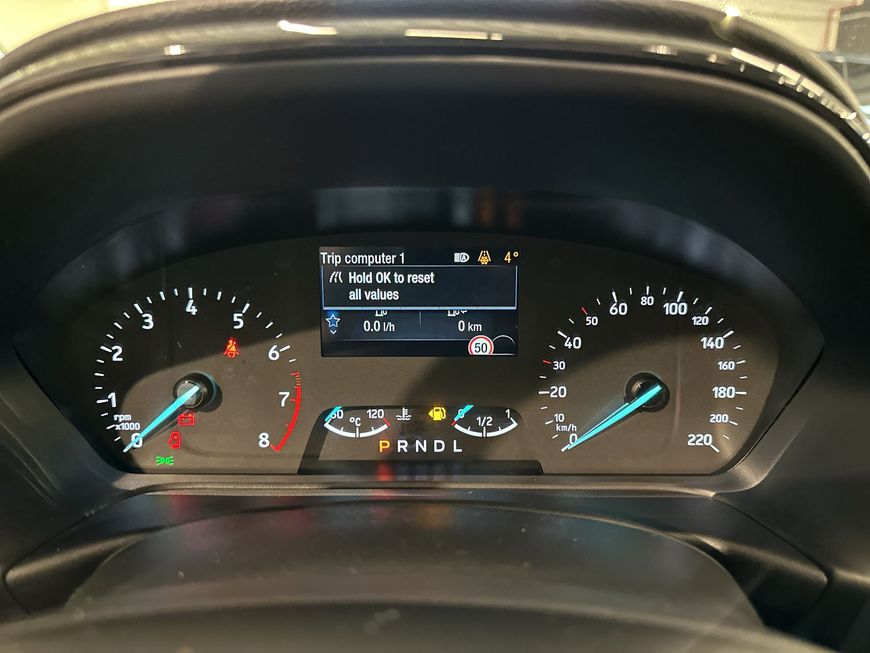 Trip computer 1 4°
Hold OK to reset
all values
0.0 l/h 0 km
50
0 1 2 3 4 5 6 7 8
rpm
x1000
120
°C
0 1/2 1
P R N D L
0 10 20 30 40 50 60 80 100 120 140 160 180 200 220
km/h